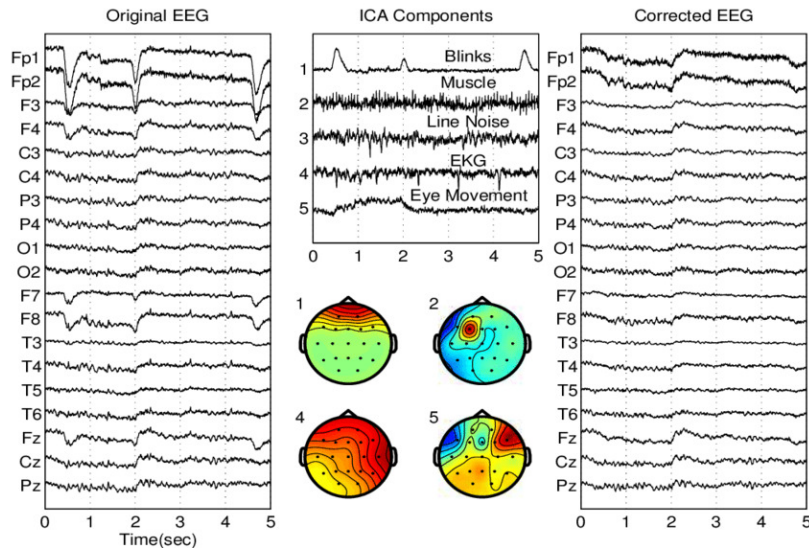 Original EEG
Fp1
Fp2
F3
F4
C3
C4
P3
P4
O1
O2
F7
F8
T3
T4
T5
T6
Fz
Cz
Pz
0 1 2 3 4 5
Time(sec)
ICA Components
1 Blinks
Muscle
2
Line Noise
3
EKG
4
Eye Movement
5
0 1 2 3 4 5
1 2
4 5
Corrected EEG
Fp1
Fp2
F3
F4
C3
C4
P3
P4
O1
O2
F7
F8
T3
T4
T5
T6
Fz
Cz
Pz
0 1 2 3 4 5